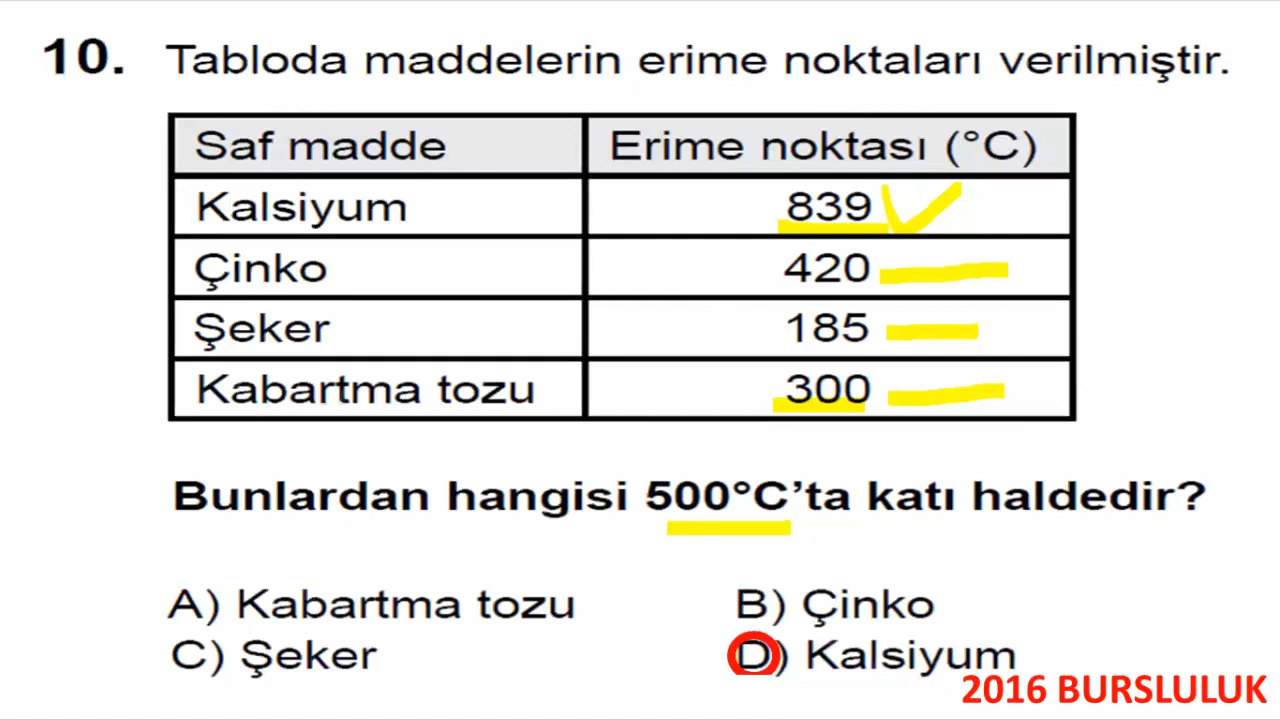 10. Tabloda maddelerin erime noktaları verilmiştir.
Saf madde Erime noktası (°C)
Kalsiyum 839
Çinko 420
Şeker 185
Kabartma tozu 300
Bunlardan hangisi 500°C’ta katı haldedir?
A) Kabartma tozu B) Çinko
C) Şeker D) Kalsiyum
2016 BURSLULUK